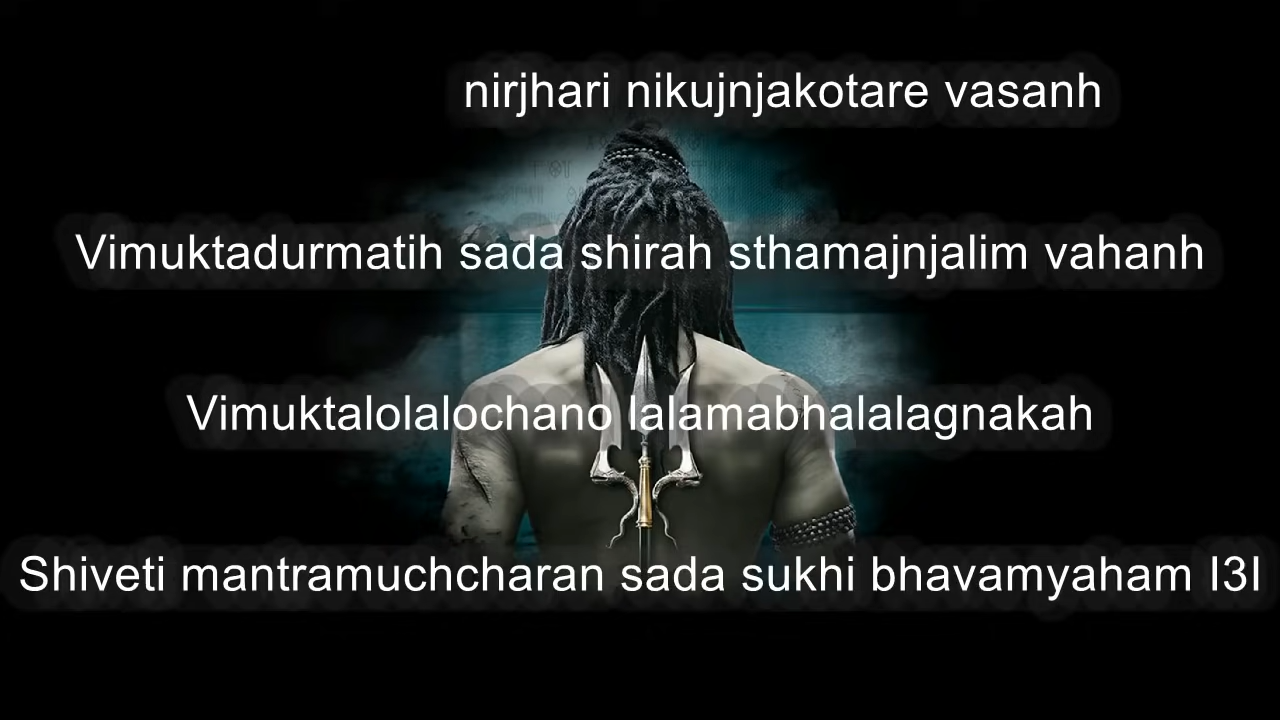 nirjhari nikujnjakotare vasanh
Vimuktadurmatih sada shirah sthamajnjalim vahanh
Vimuktalolalochano lalamabhalalagnakah
Shiveti mantramuchcharan sada sukhi bhavamyaham I3I